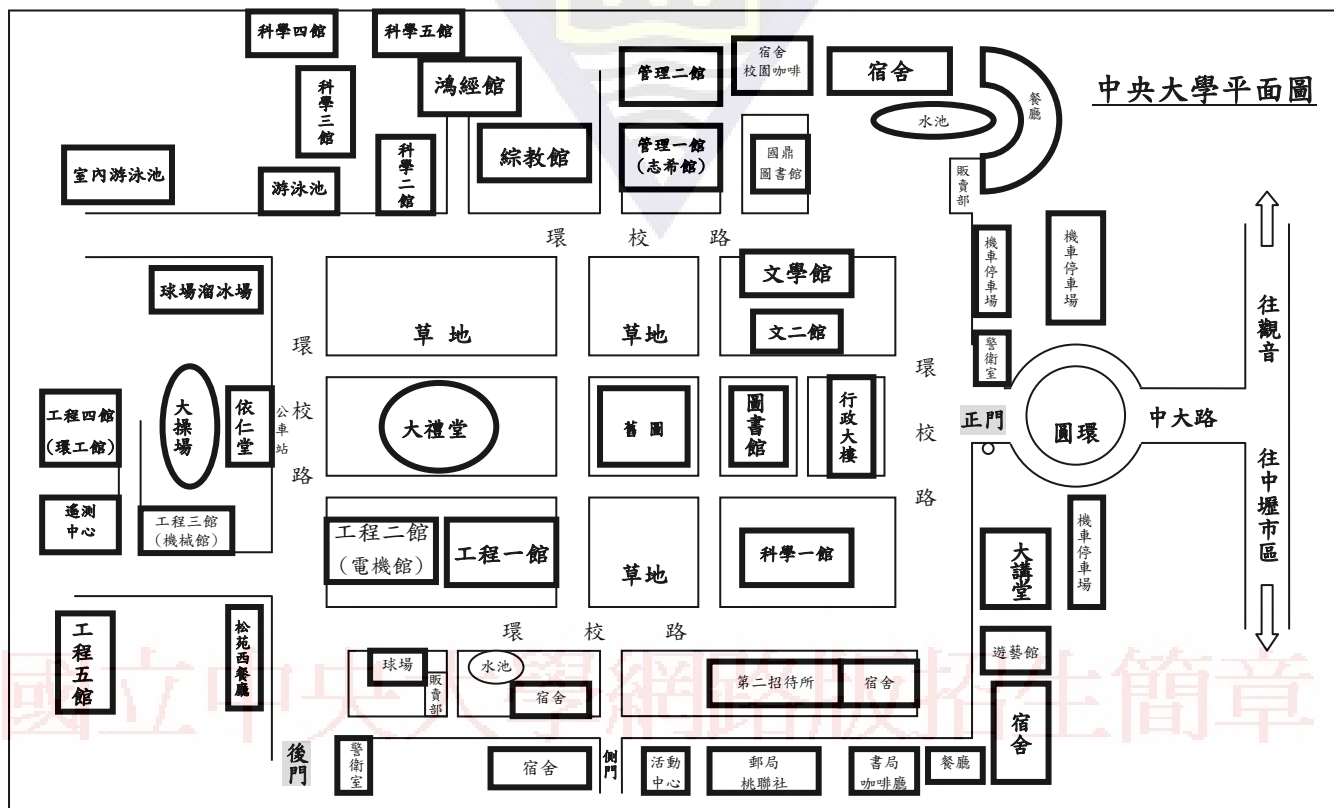 科學四館
科學五館
鴻經館
管理二館
宿舍
校園咖啡
宿舍
餐廳
中央大學平面圖
科學三館
水池
科學二館
綜教館
管理一館
(志希館)
國鼎
圖書館
室內游泳池
游泳池
販賣部
環校路
機車停車場
機車停車場
球場溜冰場
文學館
文二館
草地
草地
往觀音
警衛室
環校路
環校路
工程四館
(環工館)
大操場
依仁堂
公車站
大禮堂
舊圖
圖書館
行政大樓
正門
圓環
中大路
往中壢市區
遙測
中心
工程三館
(機械館)
工程二館
(電機館)
工程一館
草地
科學一館
大講堂
機車停車場
工程五館
松苑西餐廳
環校路
球場
販賣部
水池
宿舍
第二招待所
宿舍
遊藝館
宿舍
國立中央大學網路版招生簡章
後門
警衛室
宿舍
側門
活動
中心
郵局
桃聯社
書局
咖啡廳
餐廳